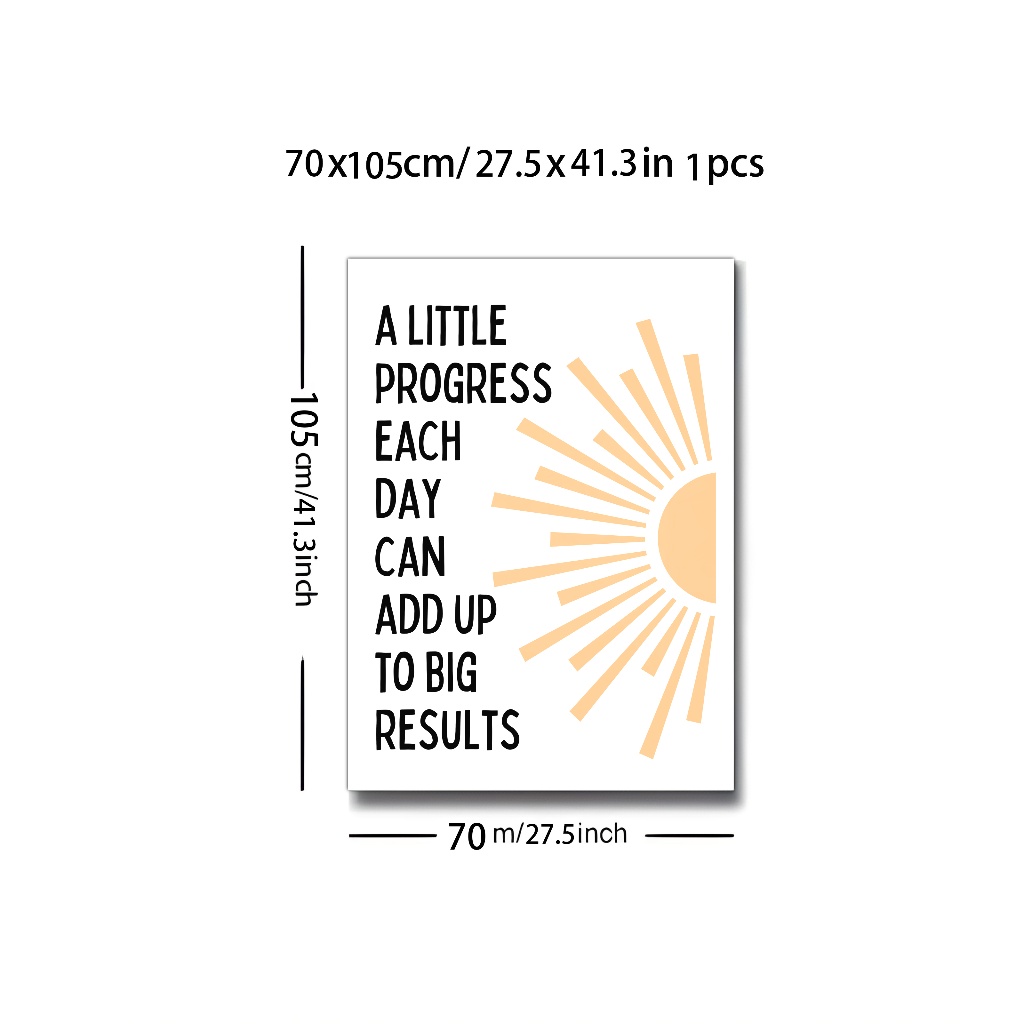 70x105cm/27.5x41.3in 1pcs
A LITTLE
PROGRESS
EACH
DAY
CAN
ADD UP
TO BIG
RESULTS
105cm/41.3inch
70 m/27.5inch